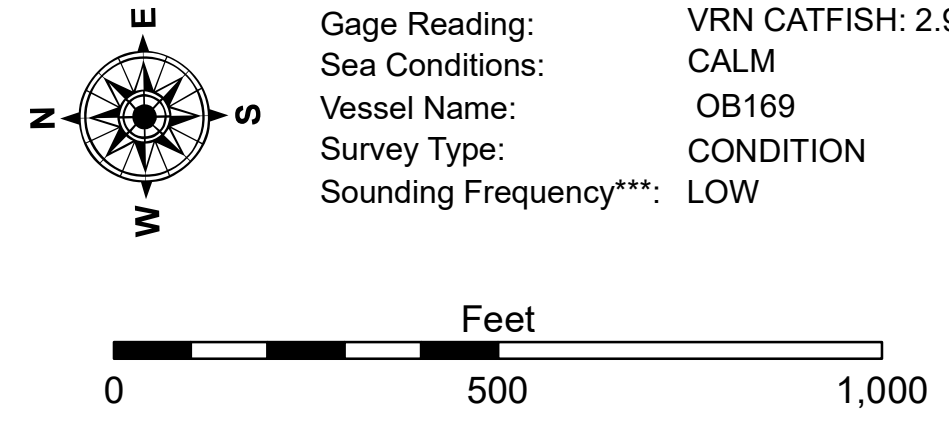 E
N
S
W
Gage Reading: VRN CATFISH: 2.9
Sea Conditions: CALM
Vessel Name: OB169
Survey Type: CONDITION
Sounding Frequency***: LOW
Feet
0 500 1,000